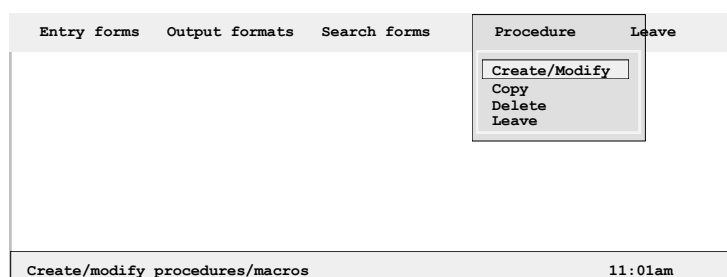 Entry forms Output formats Search forms Procedure Leave
Create/Modify
Copy
Delete
Leave
Create/modify procedures/macros 11:01am